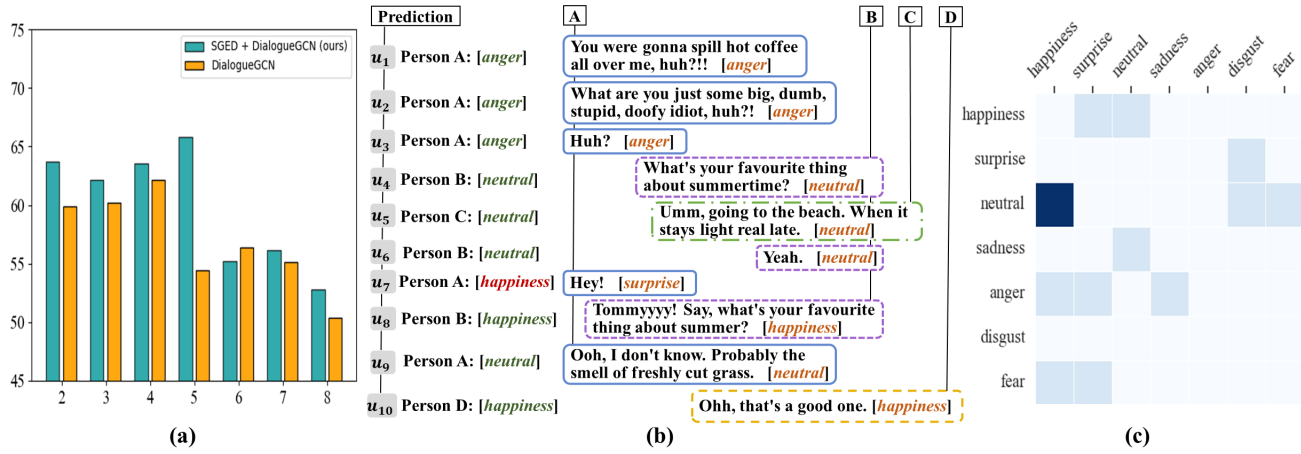 75
70
65
60
55
50
45
2 3 4 5 6 7 8
SGED + DialogueGCN (ours)
DialogueGCN
(a)
Prediction
A
B
C
D
u1 Person A: [anger]
You were gonna spill hot coffee
all over me, huh?!! [anger]
u2 Person A: [anger]
What are you just some big, dumb,
stupid, doofy idiot, huh?! [anger]
u3 Person A: [anger]
Huh? [anger]
u4 Person B: [neutral]
What's your favourite thing
about summertime? [neutral]
u5 Person C: [neutral]
Umm, going to the beach. When it
stays light real late. [neutral]
u6 Person B: [neutral]
Yeah. [neutral]
u7 Person A: [happiness]
Hey! [surprise]
u8 Person B: [happiness]
Tommyyyy! Say, what's your favourite
thing about summer? [happiness]
u9 Person A: [neutral]
Ooh, I don't know. Probably the
smell of freshly cut grass. [neutral]
u10 Person D: [happiness]
Ohh, that's a good one. [happiness]
(b)
happiness surprise neutral sadness anger disgust fear
happiness
surprise
neutral
sadness
anger
disgust
fear
(c)